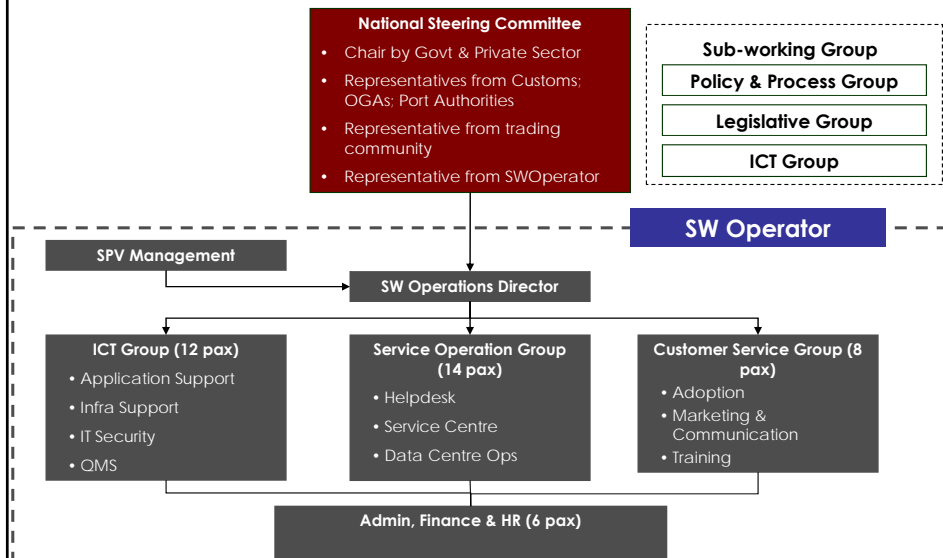 National Steering Committee
• Chair by Govt & Private Sector
• Representatives from Customs;
OGAs; Port Authorities
• Representative from trading
community
• Representative from SWOperator
Sub-working Group
Policy & Process Group
Legislative Group
ICT Group
SW Operator
SPV Management
SW Operations Director
ICT Group (12 pax)
• Application Support
• Infra Support
• IT Security
• QMS
Service Operation Group
(14 pax)
• Helpdesk
• Service Centre
• Data Centre Ops
Customer Service Group (8
pax)
• Adoption
• Marketing &
Communication
• Training
Admin, Finance & HR (6 pax)